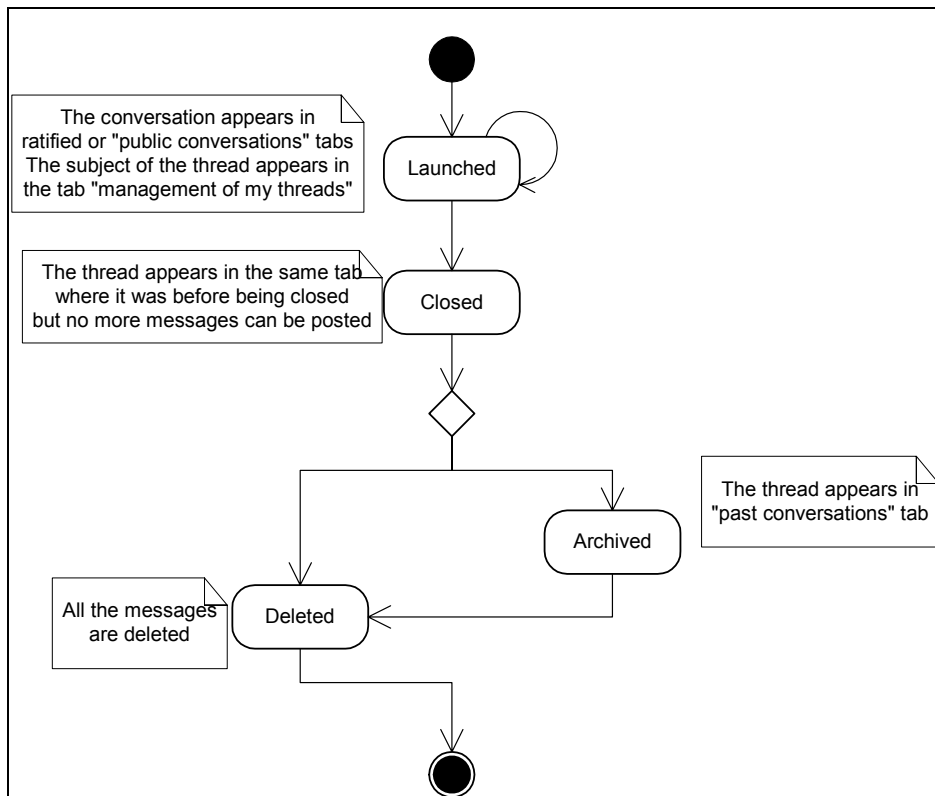 The conversation appears in
ratified or "public conversations" tabs
The subject of the thread appears in
the tab "management of my threads"
Launched
The thread appears in the same tab
where it was before being closed
but no more messages can be posted
Closed
The thread appears in
"past conversations" tab
Archived
All the messages
are deleted
Deleted